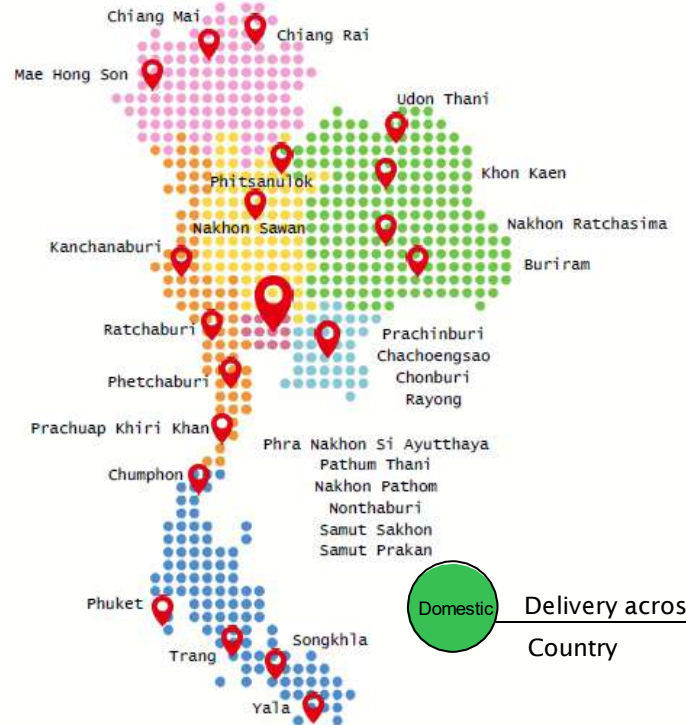 Chiang Mai
Chiang Rai
Mae Hong Son
Udon Thani
Khon Kaen
Phitsanulok
Nakhon Sawan
Nakhon Ratchasima
Kanchanaburi
Buriram
Ratchaburi
Prachinburi
Chachoengsao
Chonburi
Rayong
Phetchaburi
Prachuap Khiri Khan
Phra Nakhon Si Ayutthaya
Pathum Thani
Nakhon Pathom
Nonthaburi
Samut Sakhon
Samut Prakan
Chumphon
Phuket
Domestic
Delivery acros
Country
Songkhla
Trang
Yala